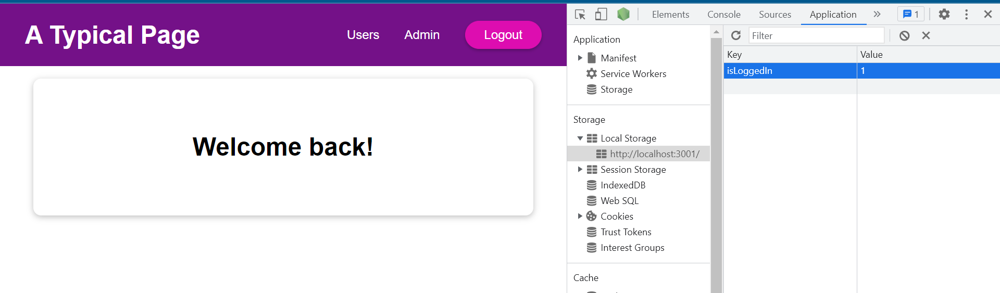 A Typical Page
Users
Admin
Logout
Welcome back!
Elements
Console
Sources
Application
1
Application
Manifest
Service Workers
Storage
Storage
Local Storage
http://localhost:3001/
Session Storage
IndexedDB
Web SQL
Cookies
Trust Tokens
Interest Groups
Cache
Filter
Key Value
isLoggedIn 1